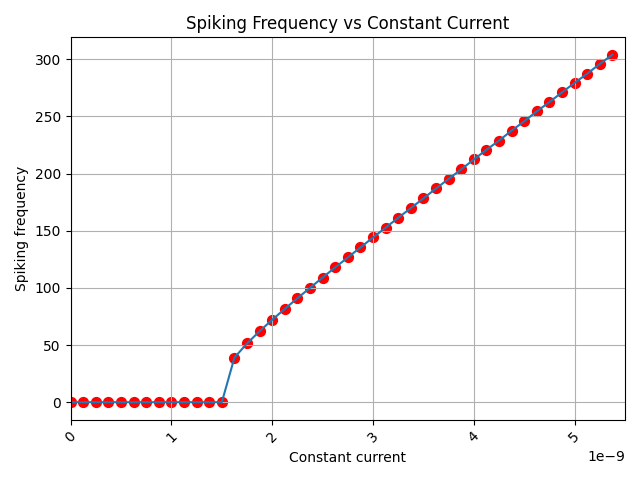 Spiking Frequency vs Constant Current
Spiking frequency
300
250
200
150
100
50
0
0 1 2 3 4 5
Constant current
1e−9